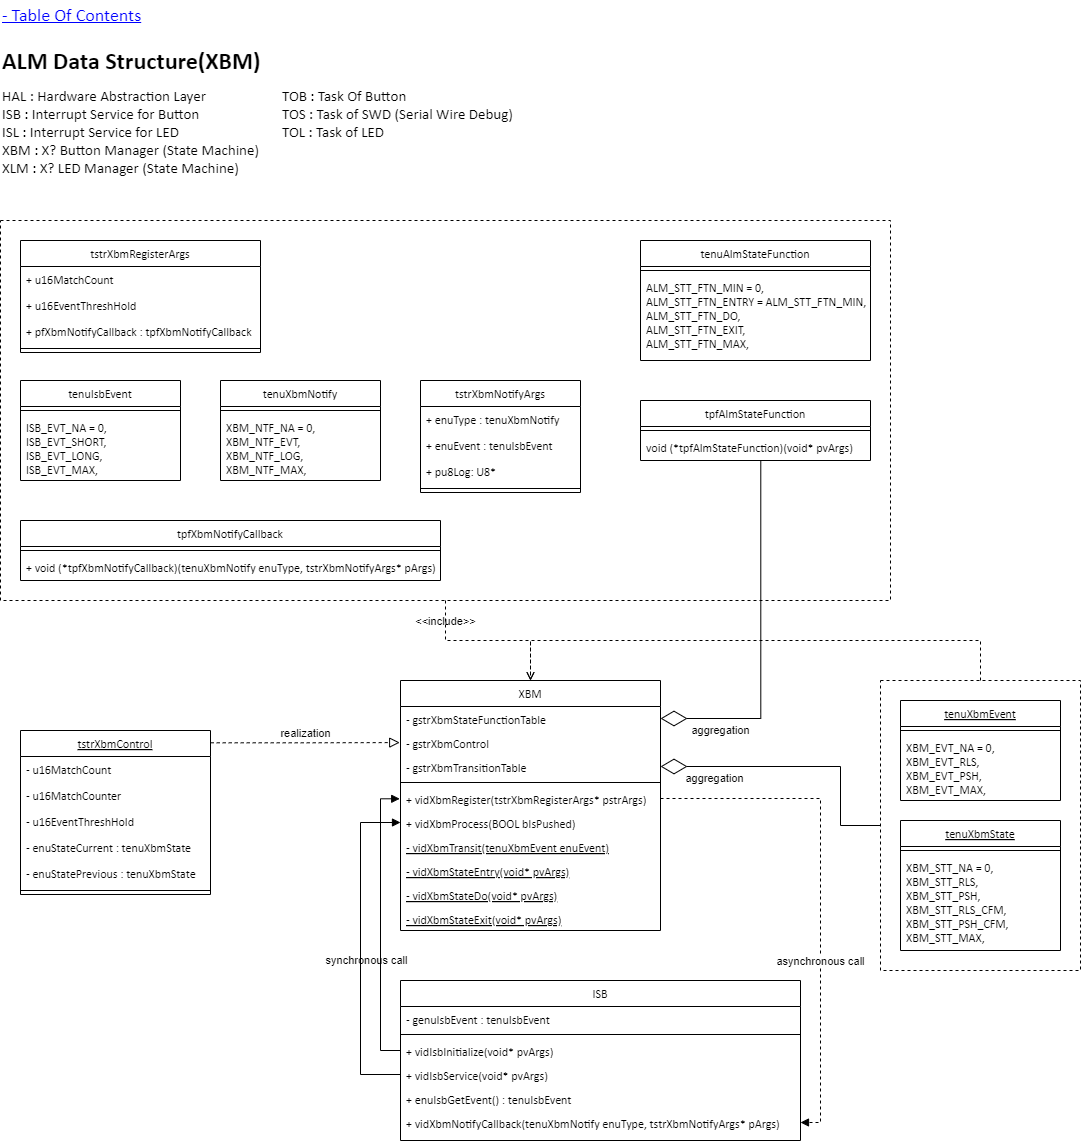 - Table Of Contents
ALM Data Structure(XBM)
HAL : Hardware Abstraction Layer
ISB : Interrupt Service for Button
ISL : Interrupt Service for LED
XBM : X? Button Manager (State Machine)
XLM : X? LED Manager (State Machine)
TOB : Task Of Button
TOS : Task of SWD (Serial Wire Debug)
TOL : Task of LED
tstrXbmRegisterArgs
+ u16MatchCount
+ u16EventThreshHold
+ pfXbmNotifyCallback : tpfXbmNotifyCallback
tenuAlmStateFunction
ALM_STT_FTN_MIN = 0,
ALM_STT_FTN_ENTRY = ALM_STT_FTN_MIN,
ALM_STT_FTN_DO,
ALM_STT_FTN_EXIT,
ALM_STT_FTN_MAX,
tenuIsbEvent
ISB_EVT_NA = 0,
ISB_EVT_SHORT,
ISB_EVT_LONG,
ISB_EVT_MAX,
tenuXbmNotify
XBM_NTF_NA = 0,
XBM_NTF_EVT,
XBM_NTF_LOG,
XBM_NTF_MAX,
tstrXbmNotifyArgs
+ enuType : tenuXbmNotify
+ enuEvent : tenuIsbEvent
+ pu8Log: U8*
tpfAlmStateFunction
void (*tpfAlmStateFunction)(void* pvArgs)
tpfXbmNotifyCallback
+ void (*tpfXbmNotifyCallback)(tenuXbmNotify enuType, tstrXbmNotifyArgs* pArgs)
<<include>>
XBM
- gstrXbmStateFunctionTable
- gstrXbmControl
- gstrXbmTransitionTable
+ vidXbmRegister(tstrXbmRegisterArgs* pstrArgs)
+ vidXbmProcess(BOOL blsPushed)
- vidXbmTransit(tenuXbmEvent enuEvent)
- vidXbmStateEntry(void* pvArgs)
- vidXbmStateDo(void* pvArgs)
- vidXbmStateExit(void* pvArgs)
realization
aggregation
aggregation
tstrXbmControl
- u16MatchCount
- u16MatchCounter
- u16EventThreshHold
- enuStateCurrent : tenuXbmState
- enuStatePrevious : tenuXbmState
tenuXbmEvent
XBM_EVT_NA = 0,
XBM_EVT_RLS,
XBM_EVT_PSH,
XBM_EVT_MAX,
tenuXbmState
XBM_STT_NA = 0,
XBM_STT_RLS,
XBM_STT_PSH,
XBM_STT_RLS_CFM,
XBM_STT_PSH_CFM,
XBM_STT_MAX,
synchronous call
asynchronous call
ISB
- genuIsbEvent : tenuIsbEvent
+ vidIsbInitialize(void* pvArgs)
+ vidIsbService(void* pvArgs)
+ enuIsbGetEvent() : tenuIsbEvent
+ vidXbmNotifyCallback(tenuXbmNotify enuType, tstrXbmNotifyArgs* pArgs)